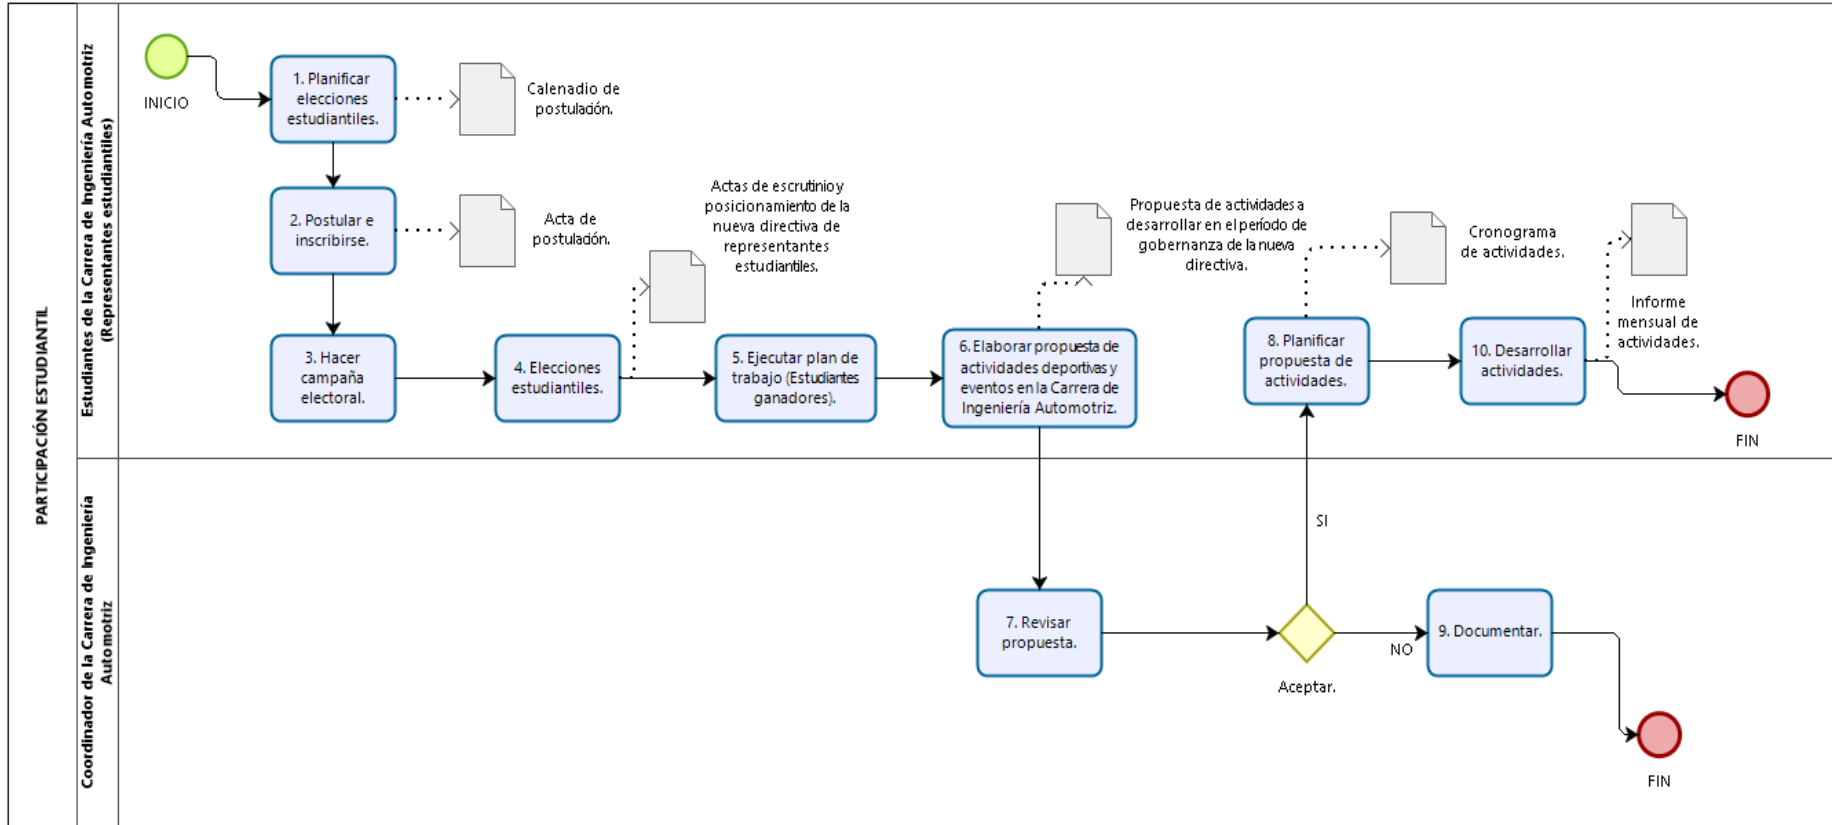 PARTICIPACIÓN ESTUDIANTIL
Estudiantes de la Carrera de Ingeniería Automotriz
(Representantes estudiantiles)
INICIO
1. Planificar
elecciones
estudiantiles.
Calenadio de
postulación.
2. Postular e
inscribirse.
Acta de
postulación.
3. Hacer
campaña
electoral.
4. Elecciones
estudiantiles.
Actas de escrutinio y
posicionamiento de la
nueva directiva de
representantes
estudiantiles.
5. Ejecutar plan de
trabajo (Estudiantes
ganadores).
6. Elaborar propuesta de
actividades deportivas y
eventos en la Carrera de
Ingeniería Automotriz.
Propuesta de actividades a
desarrollar en el período de
gobernanza de la nueva
directiva.
8. Planificar
propuesta de
actividades.
Cronograma
de actividades.
10. Desarrollar
actividades.
Informe
mensual de
actividades.
FIN
Coordinador de la Carrera de Ingeniería
Automotriz
7. Revisar
propuesta.
Aceptar.
SI
NO
9. Documentar.
FIN